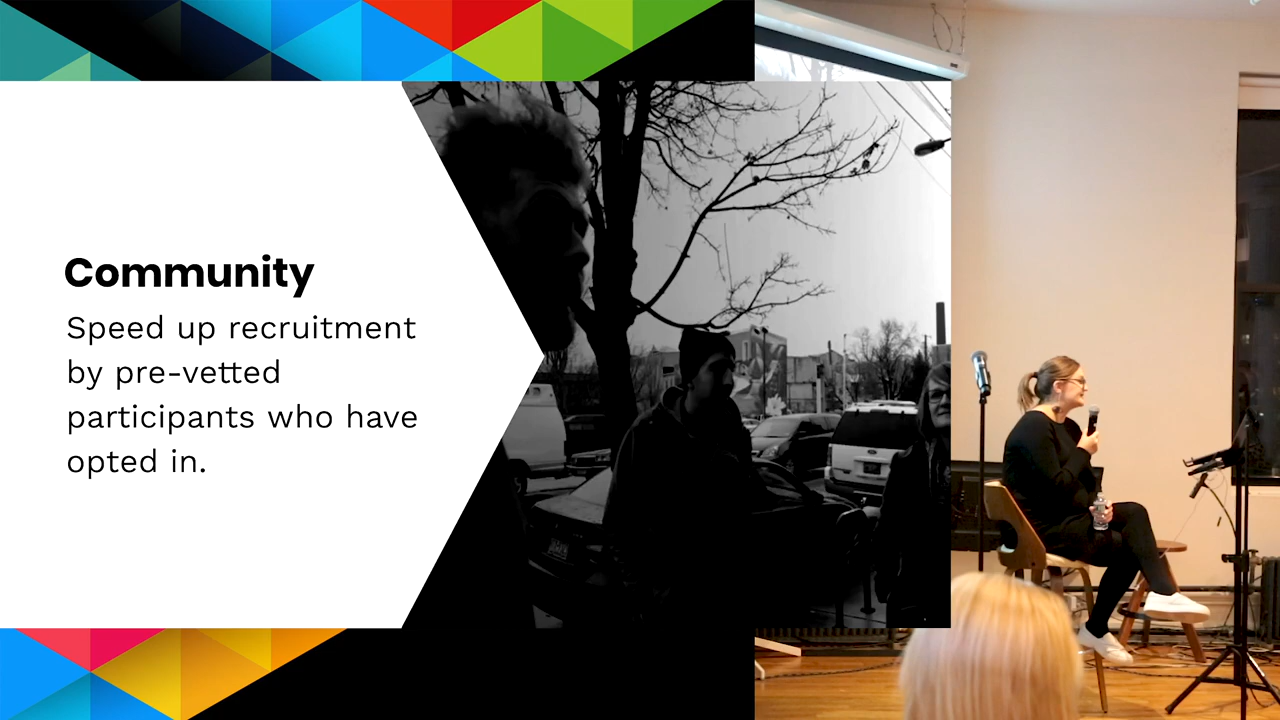 Community
Speed up recruitment
by pre-vetted
participants who have
opted in.